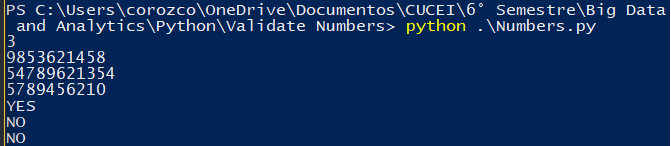 PS C:\Users\corozco\OneDrive\Documentos\CUCEI\6° Semestre\Big Data
and Analytics\Python\Validate Numbers> python .\Numbers.py
3
9853621458
54789621354
5789456210
YES
NO
NO